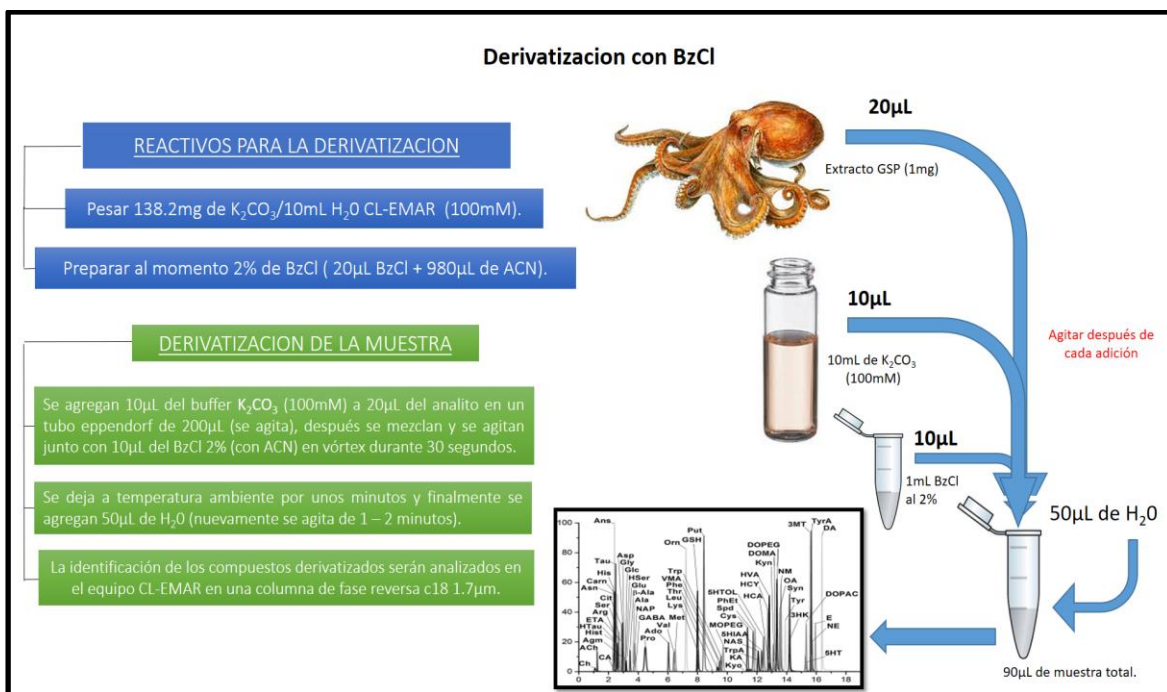 Derivatizacion con BzCl
REACTIVOS PARA LA DERIVATIZACION
Pesar 138.2mg de K₂CO₃/10mL H₂0 CL-EMAR (100mM).
Preparar al momento 2% de BzCl ( 20µL BzCl + 980µL de ACN).
DERIVATIZACION DE LA MUESTRA
Se agregan 10µL del buffer K₂CO₃ (100mM) a 20µL del analito en un
tubo eppendorf de 200µL (se agita), después se mezclan y se agitan
junto con 10µL del BzCl 2% (con ACN) en vórtex durante 30 segundos.
Se deja a temperatura ambiente por unos minutos y finalmente se
agregan 50µL de H₂0 (nuevamente se agita de 1 – 2 minutos).
La identificación de los compuestos derivatizados serán analizados en
el equipo CL-EMAR en una columna de fase reversa c18 1.7µm.
20µL
Extracto GSP (1mg)
10µL
10mL de K₂CO₃
(100mM)
Agitar después de
cada adición
10µL
1mL BzCl
al 2%
50µL de H₂0
90µL de muestra total.
100
80
60
40
20
0
0 2 4 6 8 10 12 14 16 18
Ans
Tau
His
Carn
Asn
Cit
Ser
Arg
ETA
HTau
Hist
Agm
ACh
Ch
CA
Asp
Gly
Glc
HSer
Glu
β-Ala
Ala
NAP
GABA
Val
Ado
Pro
Met
Orn
Put
GSH
Trp
VMA
Phe
Thr
Leu
Lys
5HTOL
PhEt
Spd
Cys
MOPEG
5HIAA
NAS
TrpA
KA
Kyo
HVA
HCY
HCA
DOPEG
DOMA
Kyn
NM
OA
Syn
Tyr
3HK
3MT
TyrA
DA
DOPAC
E
NE
5HT